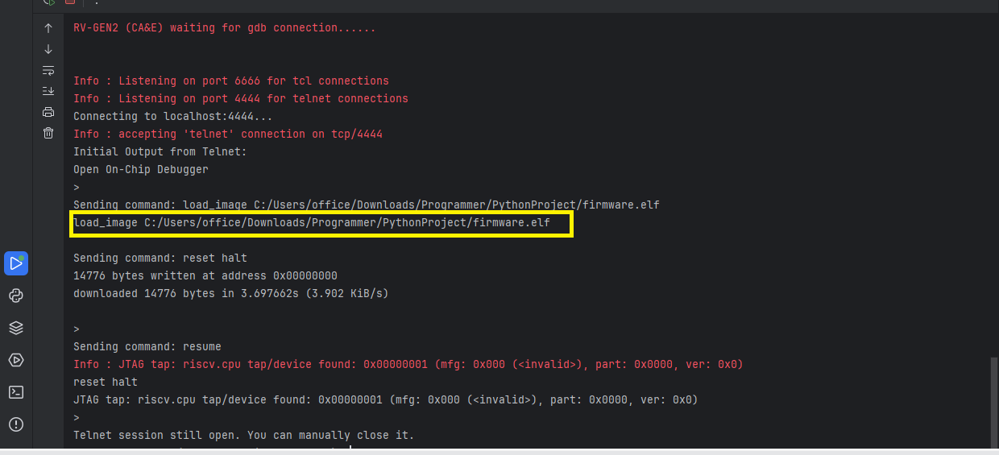 RV-GEN2 (CA&E) waiting for gdb connection......
Info : Listening on port 6666 for tcl connections
Info : Listening on port 4444 for telnet connections
Connecting to localhost:4444...
Info : accepting 'telnet' connection on tcp/4444
Initial Output from Telnet:
Open On-Chip Debugger
>
Sending command: load_image C:/Users/office/Downloads/Programmer/PythonProject/firmware.elf
load_image C:/Users/office/Downloads/Programmer/PythonProject/firmware.elf
Sending command: reset halt
14776 bytes written at address 0x00000000
downloaded 14776 bytes in 3.697662s (3.902 KiB/s)
>
Sending command: resume
Info : JTAG tap: riscv.cpu tap/device found: 0x00000001 (mfg: 0x000 (<invalid>), part: 0x0000, ver: 0x0)
reset halt
JTAG tap: riscv.cpu tap/device found: 0x00000001 (mfg: 0x000 (<invalid>), part: 0x0000, ver: 0x0)
>
Telnet session still open. You can manually close it.